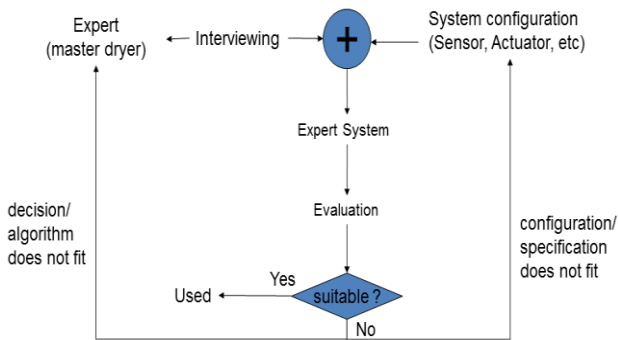 Expert
(master dryer)
Interviewing
+
System configuration
(Sensor, Actuator, etc)
Expert System
Evaluation
decision/
algorithm
does not fit
configuration/
specification
does not fit
Used
Yes
suitable ?
No